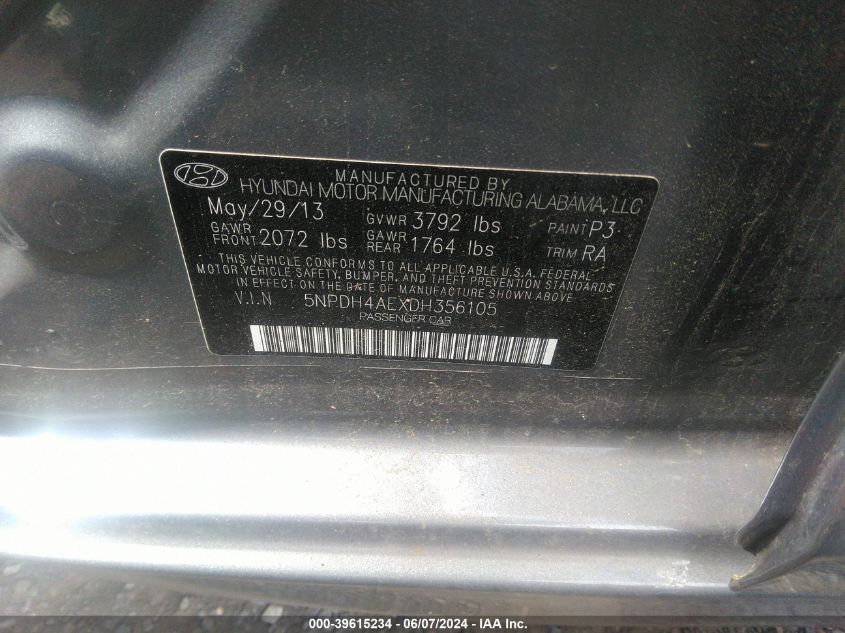 MANUFACTURED BY
HYUNDAI MOTOR MANUFACTURING ALABAMA, LLC
May/29/13 GVWR 3792 lbs PAINT P3
GAWR FRONT 2072 lbs GAWR REAR 1764 lbs TRIM RA
THIS VEHICLE CONFORMS TO ALL APPLICABLE U.S.A. FEDERAL
MOTOR VEHICLE SAFETY, BUMPER, AND THEFT PREVENTION STANDARDS
IN EFFECT ON THE DATE OF MANUFACTURE SHOWN ABOVE
V.I.N 5NPDH4AEXDH356105
PASSENGER CAR
000-39615234 - 06/07/2024 - IAA Inc.